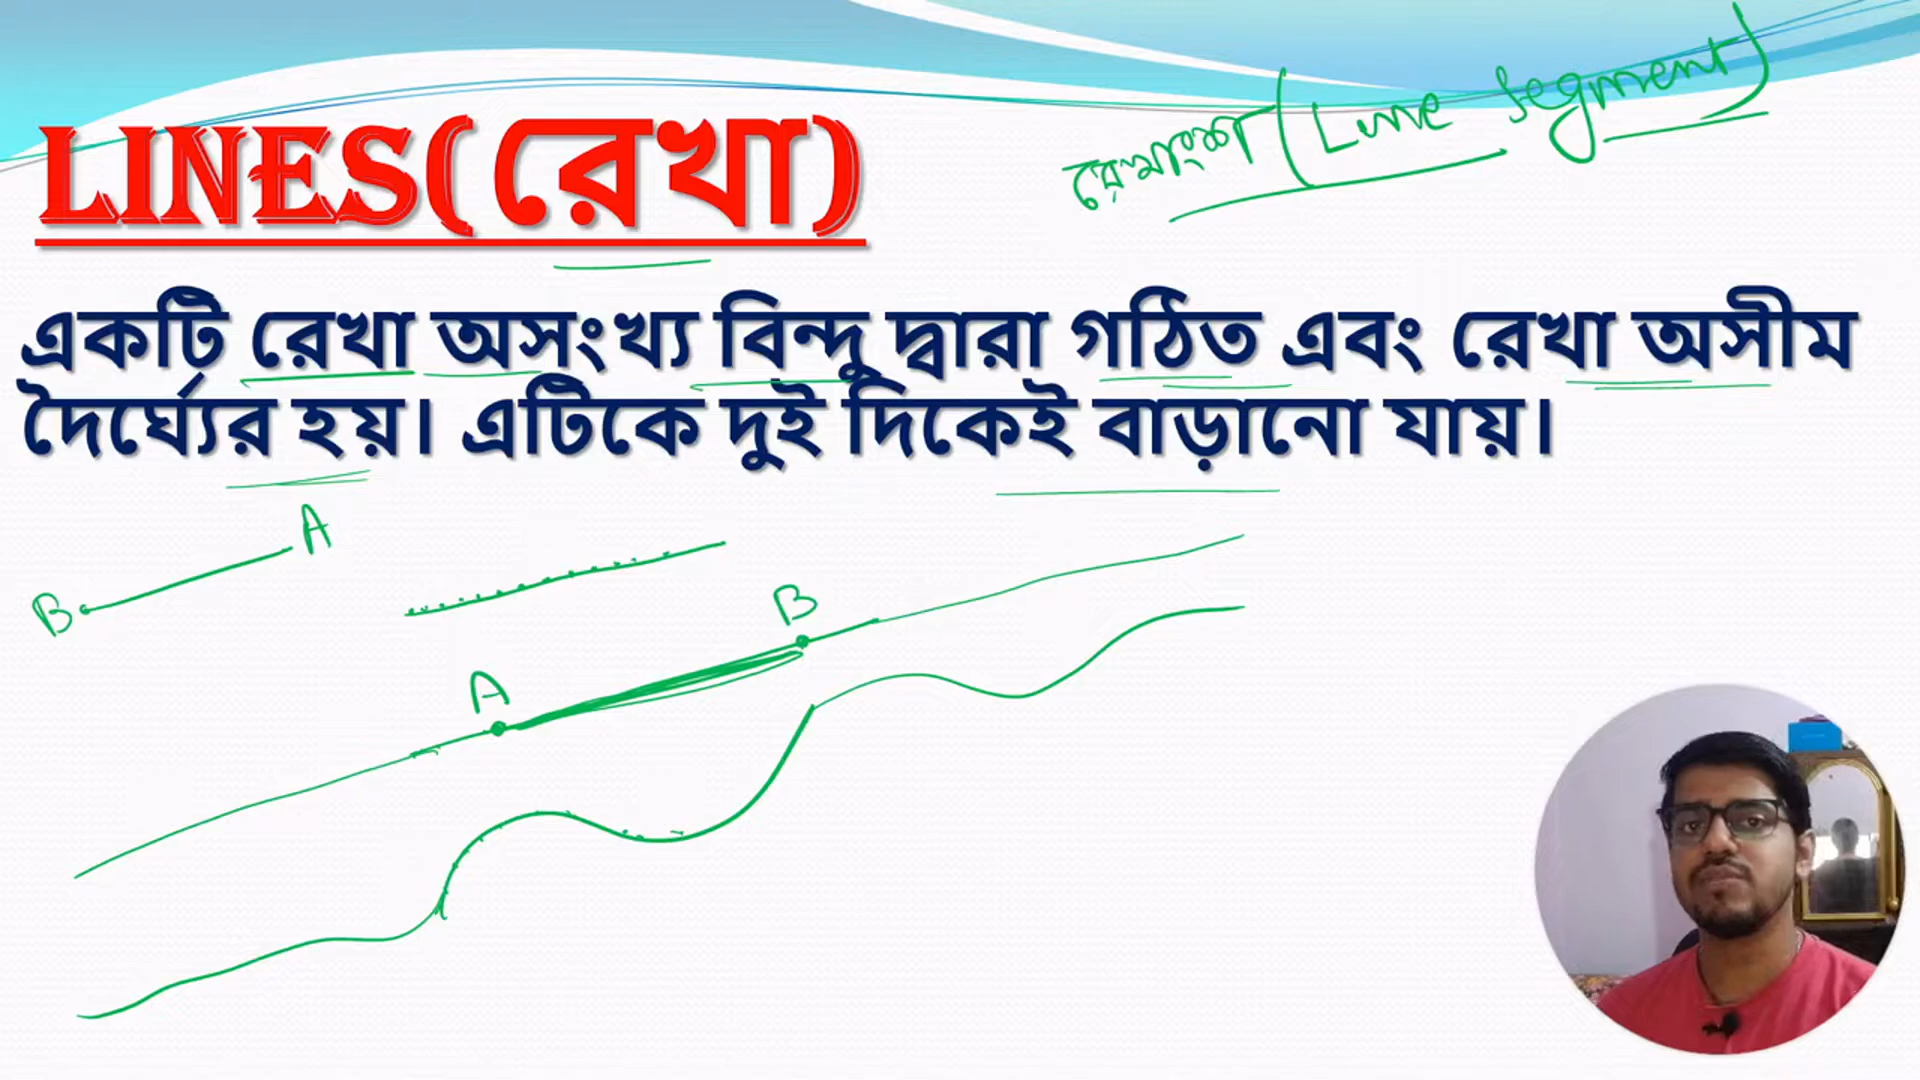 LINES(রেখা)
রেখাংশ (Line Segment)
একটি রেখা অসংখ্য বিন্দু দ্বারা গঠিত এবং রেখা অসীম
দৈর্ঘ্যের হয়। এটিকে দুই দিকেই বাড়ানো যায়।
A
B
B
A